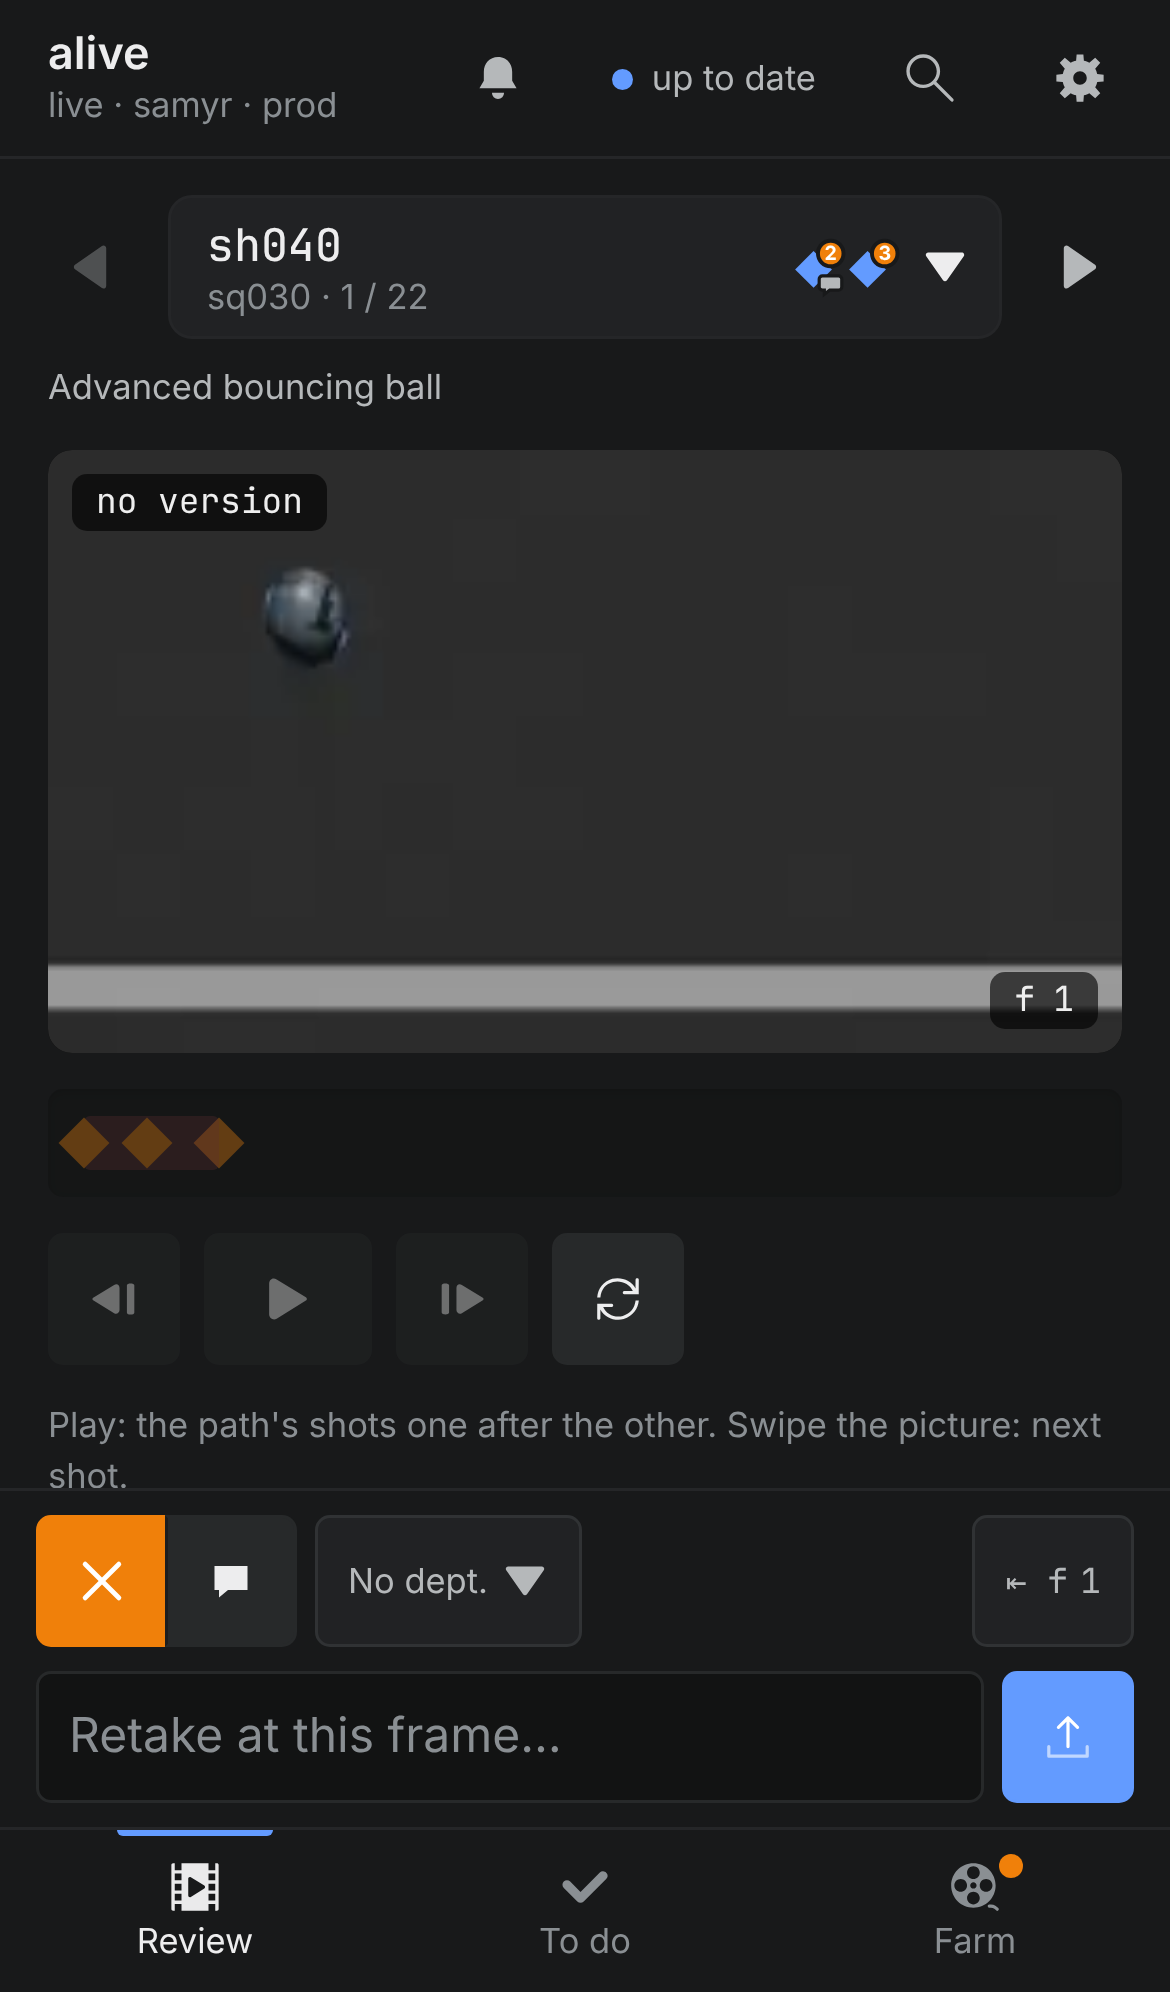 alive
live · samyr · prod
up to date
sh040
2
3
sq030 · 1 / 22
Advanced bouncing ball
no version
f 1
Play: the path's shots one after the other. Swipe the picture: next
shot.
No dept.
⇤ f 1
Retake at this frame...
Review
To do
Farm